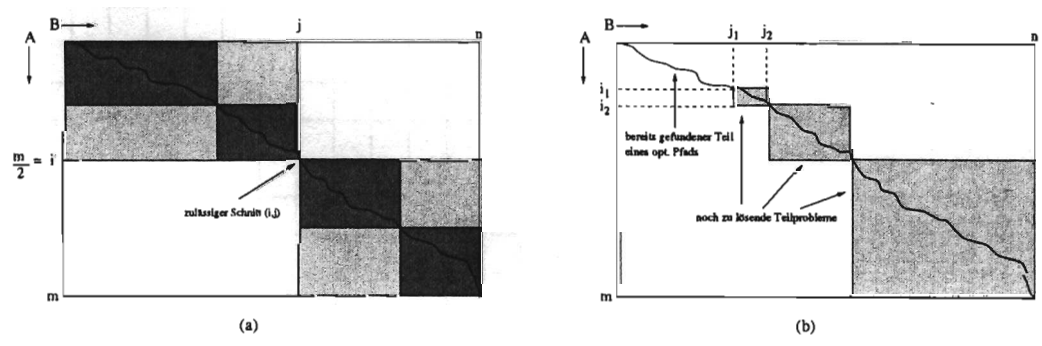 B
j
n
A
m/2 = i
zulässiger Schnitt (i,j)
m
(a)
B
j1
j2
n
A
i1
i2
bereits gefundener Teil
eines opt. Pfads
noch zu lösende Teilprobleme
m
(b)